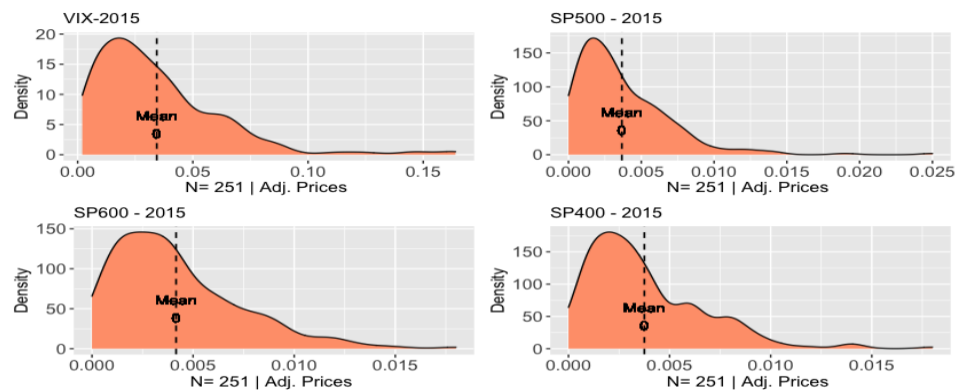 VIX-2015
20
15
10
5
0
Density
Mean
0
0.00 0.05 0.10 0.15
N= 251 | Adj. Prices
SP500 - 2015
150
100
50
0
Density
Mean
0
0.000 0.005 0.010 0.015 0.020 0.025
N= 251 | Adj. Prices
SP600 - 2015
150
100
50
0
Density
Mean
0
0.000 0.005 0.010 0.015
N= 251 | Adj. Prices
SP400 - 2015
150
100
50
0
Density
Mean
0
0.000 0.005 0.010 0.015
N= 251 | Adj. Prices